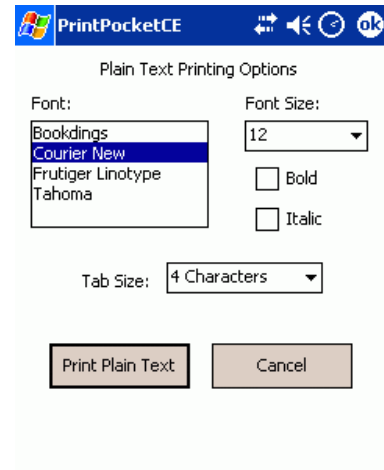 PrintPocketCE ok
Plain Text Printing Options
Font: Font Size:
Bookdings 12
Courier New
Frutiger Linotype Bold
Tahoma
Italic
Tab Size: 4 Characters
Print Plain Text Cancel